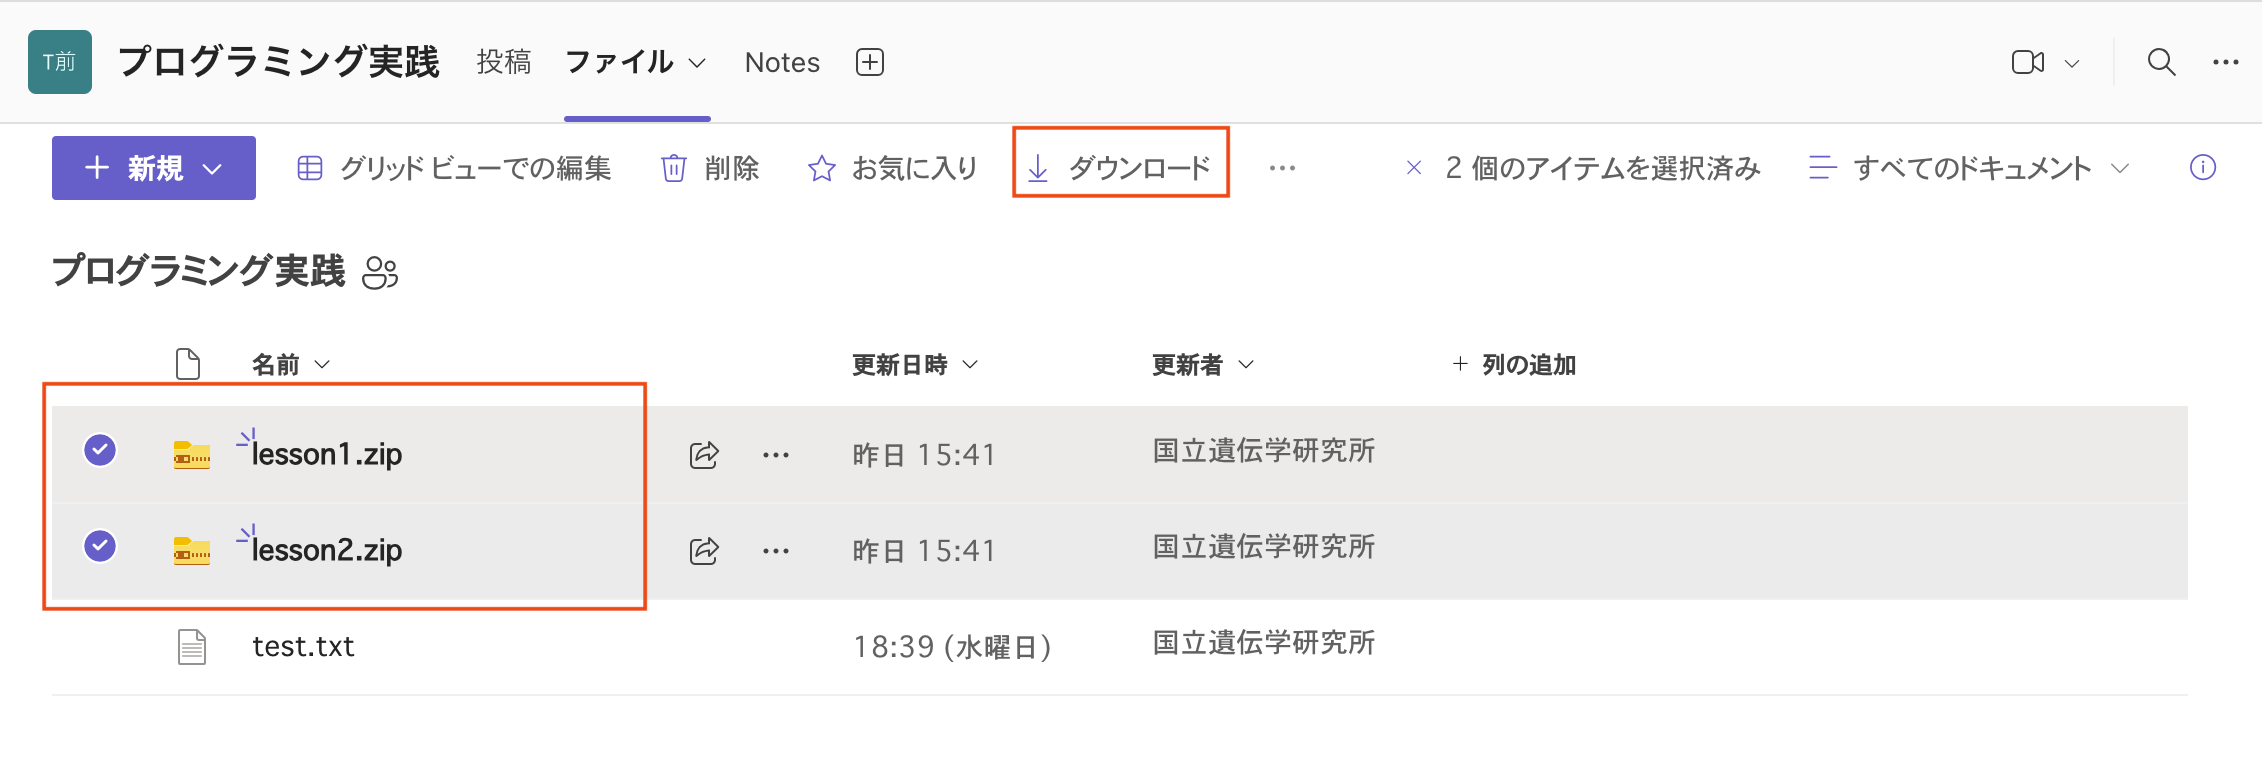 T前 プログラミング実践 投稿 ファイル Notes
新規 グリッド ビューでの編集 削除 お気に入り ダウンロード ... 2 個のアイテムを選択済み すべてのドキュメント
プログラミング実践
名前 更新日時 更新者 + 列の追加
lesson1.zip 昨日 15:41 国立遺伝学研究所
lesson2.zip 昨日 15:41 国立遺伝学研究所
test.txt 18:39 (水曜日) 国立遺伝学研究所